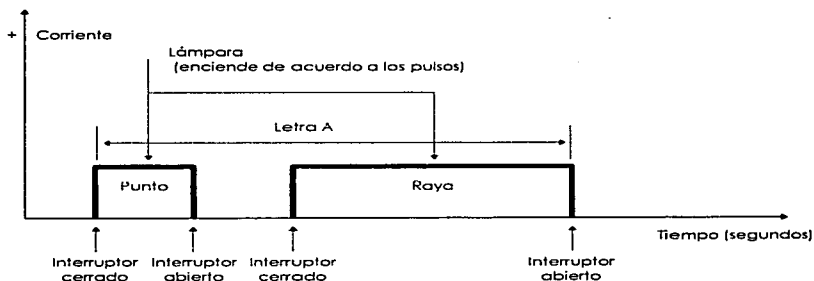 + Corriente
Lámpara
(enciende de acuerdo a los pulsos)
Letra A
Punto
Raya
Tiempo (segundos)
Interruptor cerrado
Interruptor abierto
Interruptor cerrado
Interruptor abierto